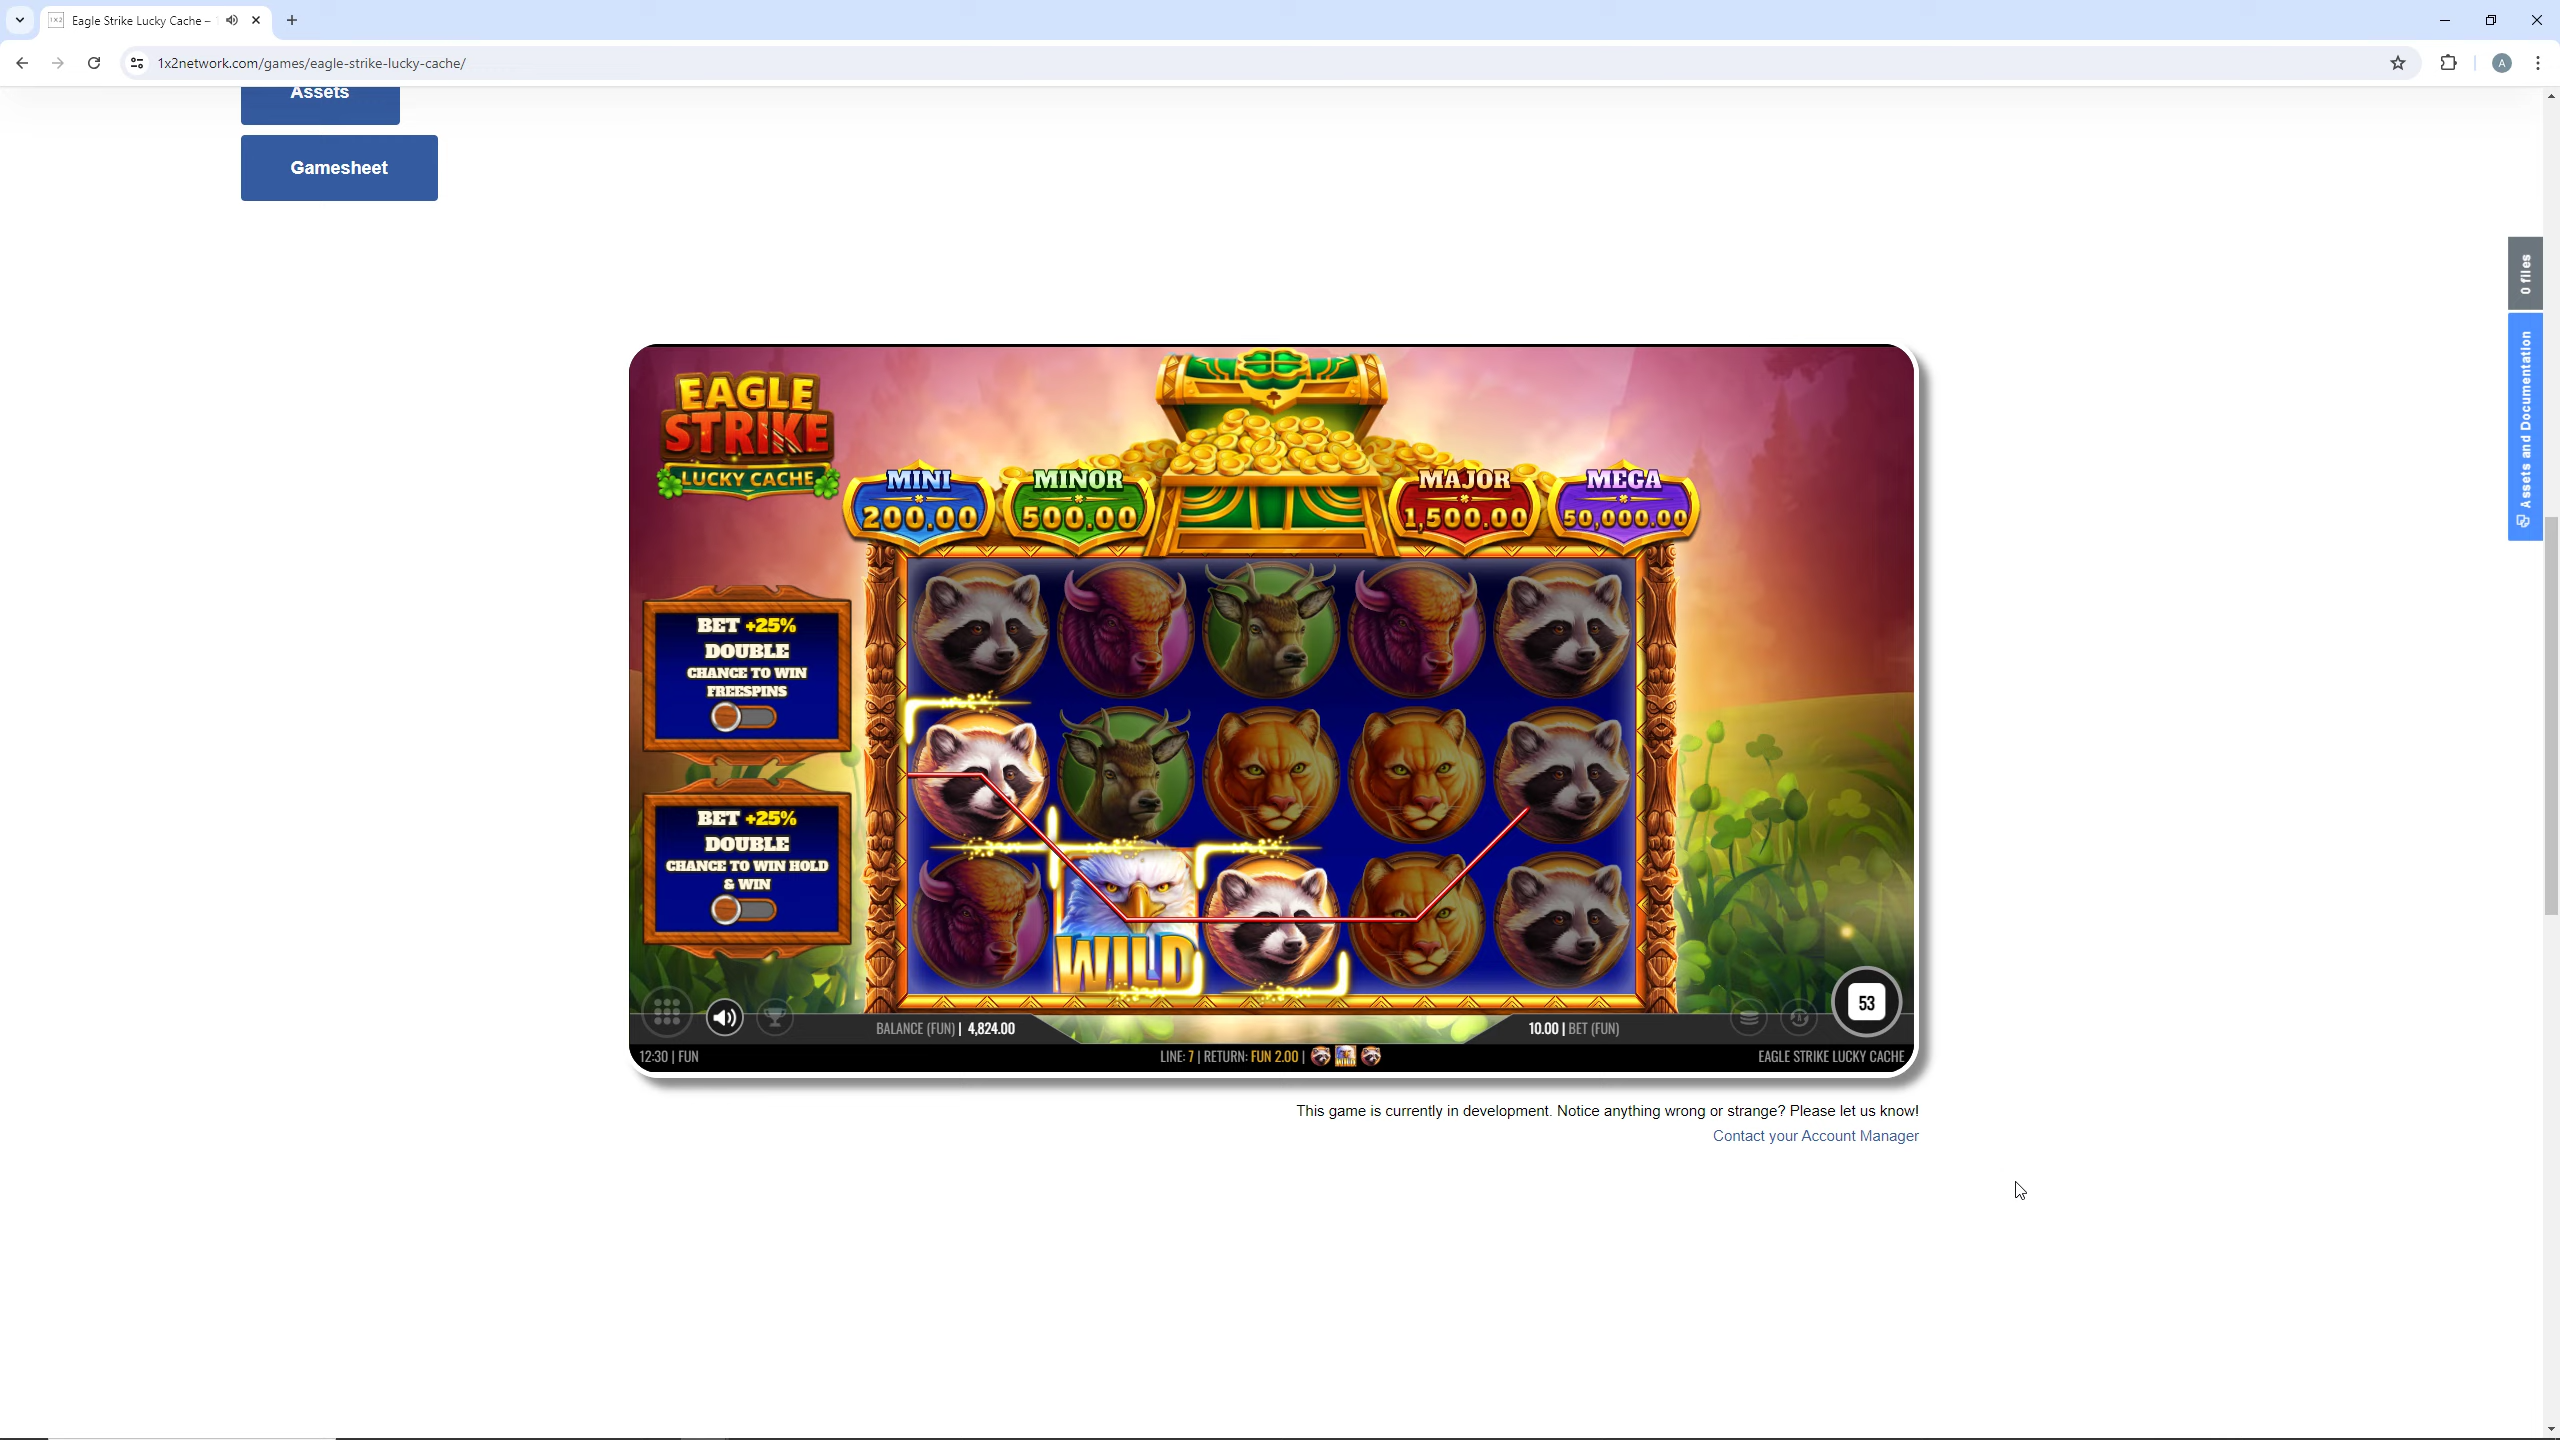 Eagle Strike Lucky Cache –
1x2network.com/games/eagle-strike-lucky-cache/
A
Assets
Gamesheet
0 files
Assets and Documentation
EAGLE
STRIKE
LUCKY CACHE
MINI
200.00
MINOR
500.00
MAJOR
1,500.00
MEGA
50,000.00
BET +25%
DOUBLE
CHANCE TO WIN
FREESPINS
BET +25%
DOUBLE
CHANCE TO WIN HOLD
& WIN
WILD
53
BALANCE (FUN) | 4,824.00
10.00 | BET (FUN)
12:30 | FUN
LINE: 7 | RETURN: FUN 2.00 |
EAGLE STRIKE LUCKY CACHE
This game is currently in development. Notice anything wrong or strange? Please let us know!
Contact your Account Manager